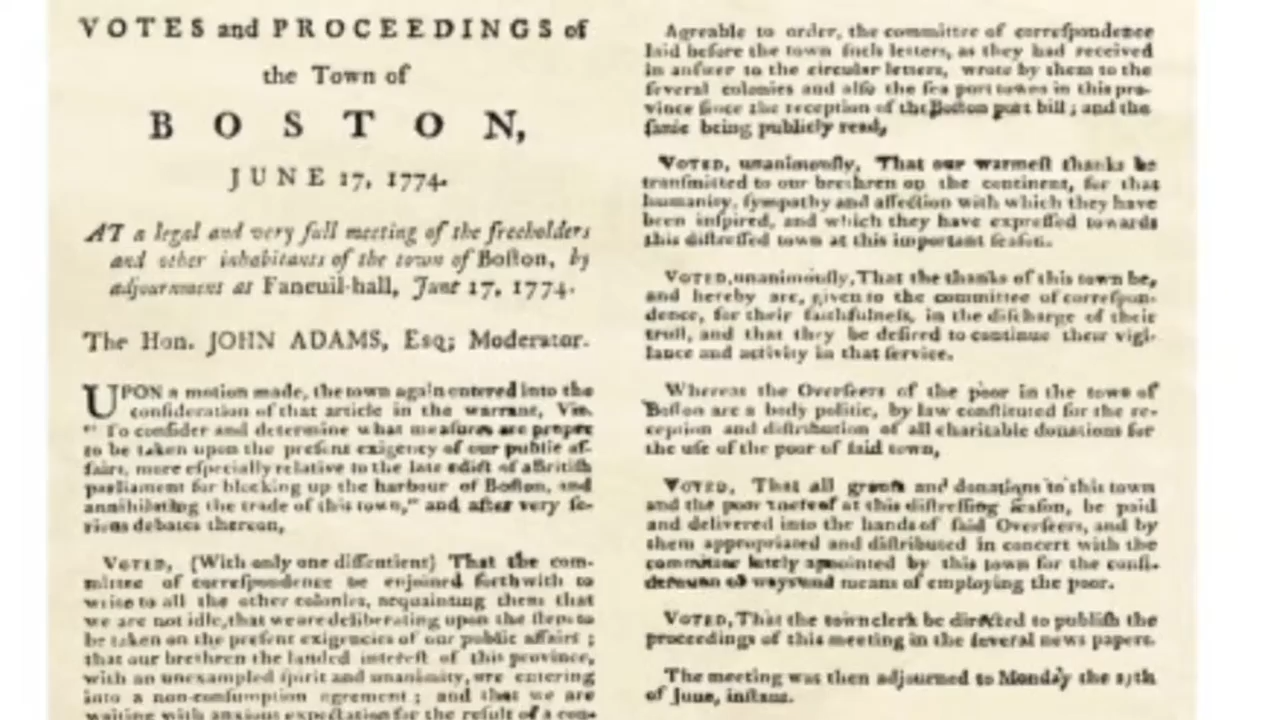 VOTES and PROCEEDINGS of
the Town of
BOSTON,
JUNE 17, 1774.
AT a legal and very full meeting of the freeholders
and other inhabitants of the town of Boſton, by
adjournment at Faneuil-hall, June 17, 1774.
The Hon. JOHN ADAMS, Esq; Moderator.
UPON a motion made, the town again entered into the
conſideration of that article in the warrant, Viz.
" To conſider and determine what meaſures are proper
to be taken upon the preſent exigency of our public af-
fairs, more eſpecially relative to the late edict of a Britiſh
parliament for blocking up the harbour of Boſton, and
annihilating the trade of this town," and after very ſe-
rious debates thereon,
VOTED, (With only one diſſentient) That the com-
mittee of correſpondence be enjoined forthwith to
write to all the other colonies, acquainting them that
we are not idle, that we are deliberating upon the ſteps to
be taken on the preſent exigencies of our public affairs ;
that our brethren the landed intereſt of this province,
with an unexampled ſpirit and unanimity, are entering
into a non-conſumption agreement ; and that we are
waiting with anxious expectation for the reſult of a con-
Agreable to order, the committee of correſpondence
laid before the town ſuch letters, as they had received
in anſwer to the circular letters, wrote by them to the
ſeveral colonies and alſo the ſea port towns in this pro-
vince ſince the reception of the Boſton port bill ; and the
ſame being publicly read,
VOTED, unanimouſly, That our warmeſt thanks be
tranſmitted to our brethren on the continent, for that
humanity, ſympathy and affection with which they have
been inſpired, and which they have expreſſed towards
this diſtreſſed town at this important ſeaſon.
VOTED, unanimouſly, That the thanks of this town be,
and hereby are, given to the committee of correſpon-
dence, for their faithfulneſs, in the diſcharge of their
truſt, and that they be deſired to continue their vigi-
lance and activity in that ſervice.
Whereas the Overſeers of the poor in the town of
Boſton are a body politic, by law conſtituted for the re-
ception and diſtribution of all charitable donations for
the uſe of the poor of ſaid town,
VOTED, That all grants and donations to this town
and the poor thereof at this diſtreſſing ſeaſon, be paid
and delivered into the hands of ſaid Overſeers, and by
them appropriated and diſtributed in concert with the
committee lately appointed by this town for the conſi-
deration of ways and means of employing the poor.
VOTED, That the townclerk be directed to publiſh the
proceedings of this meeting in the ſeveral news papers.
The meeting was then adjourned to Monday the
of June, inſtant.